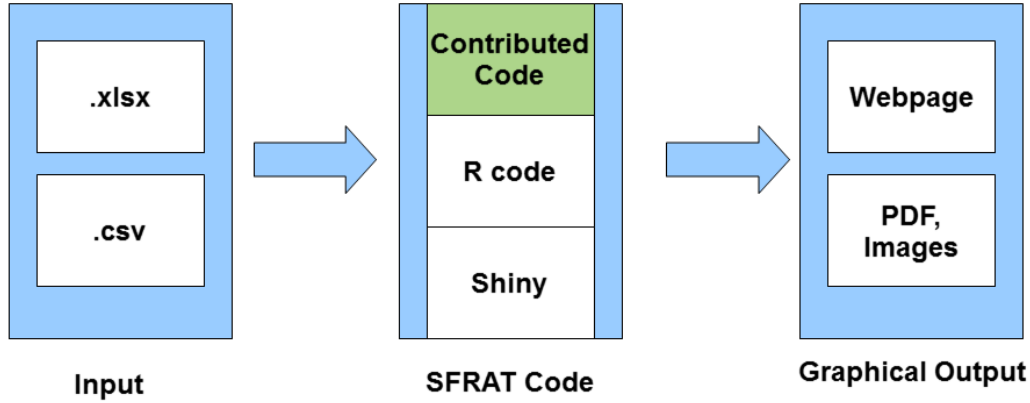 .xlsx
.csv
Input
Contributed
Code
R code
Shiny
SFRAT Code
Webpage
PDF,
Images
Graphical Output